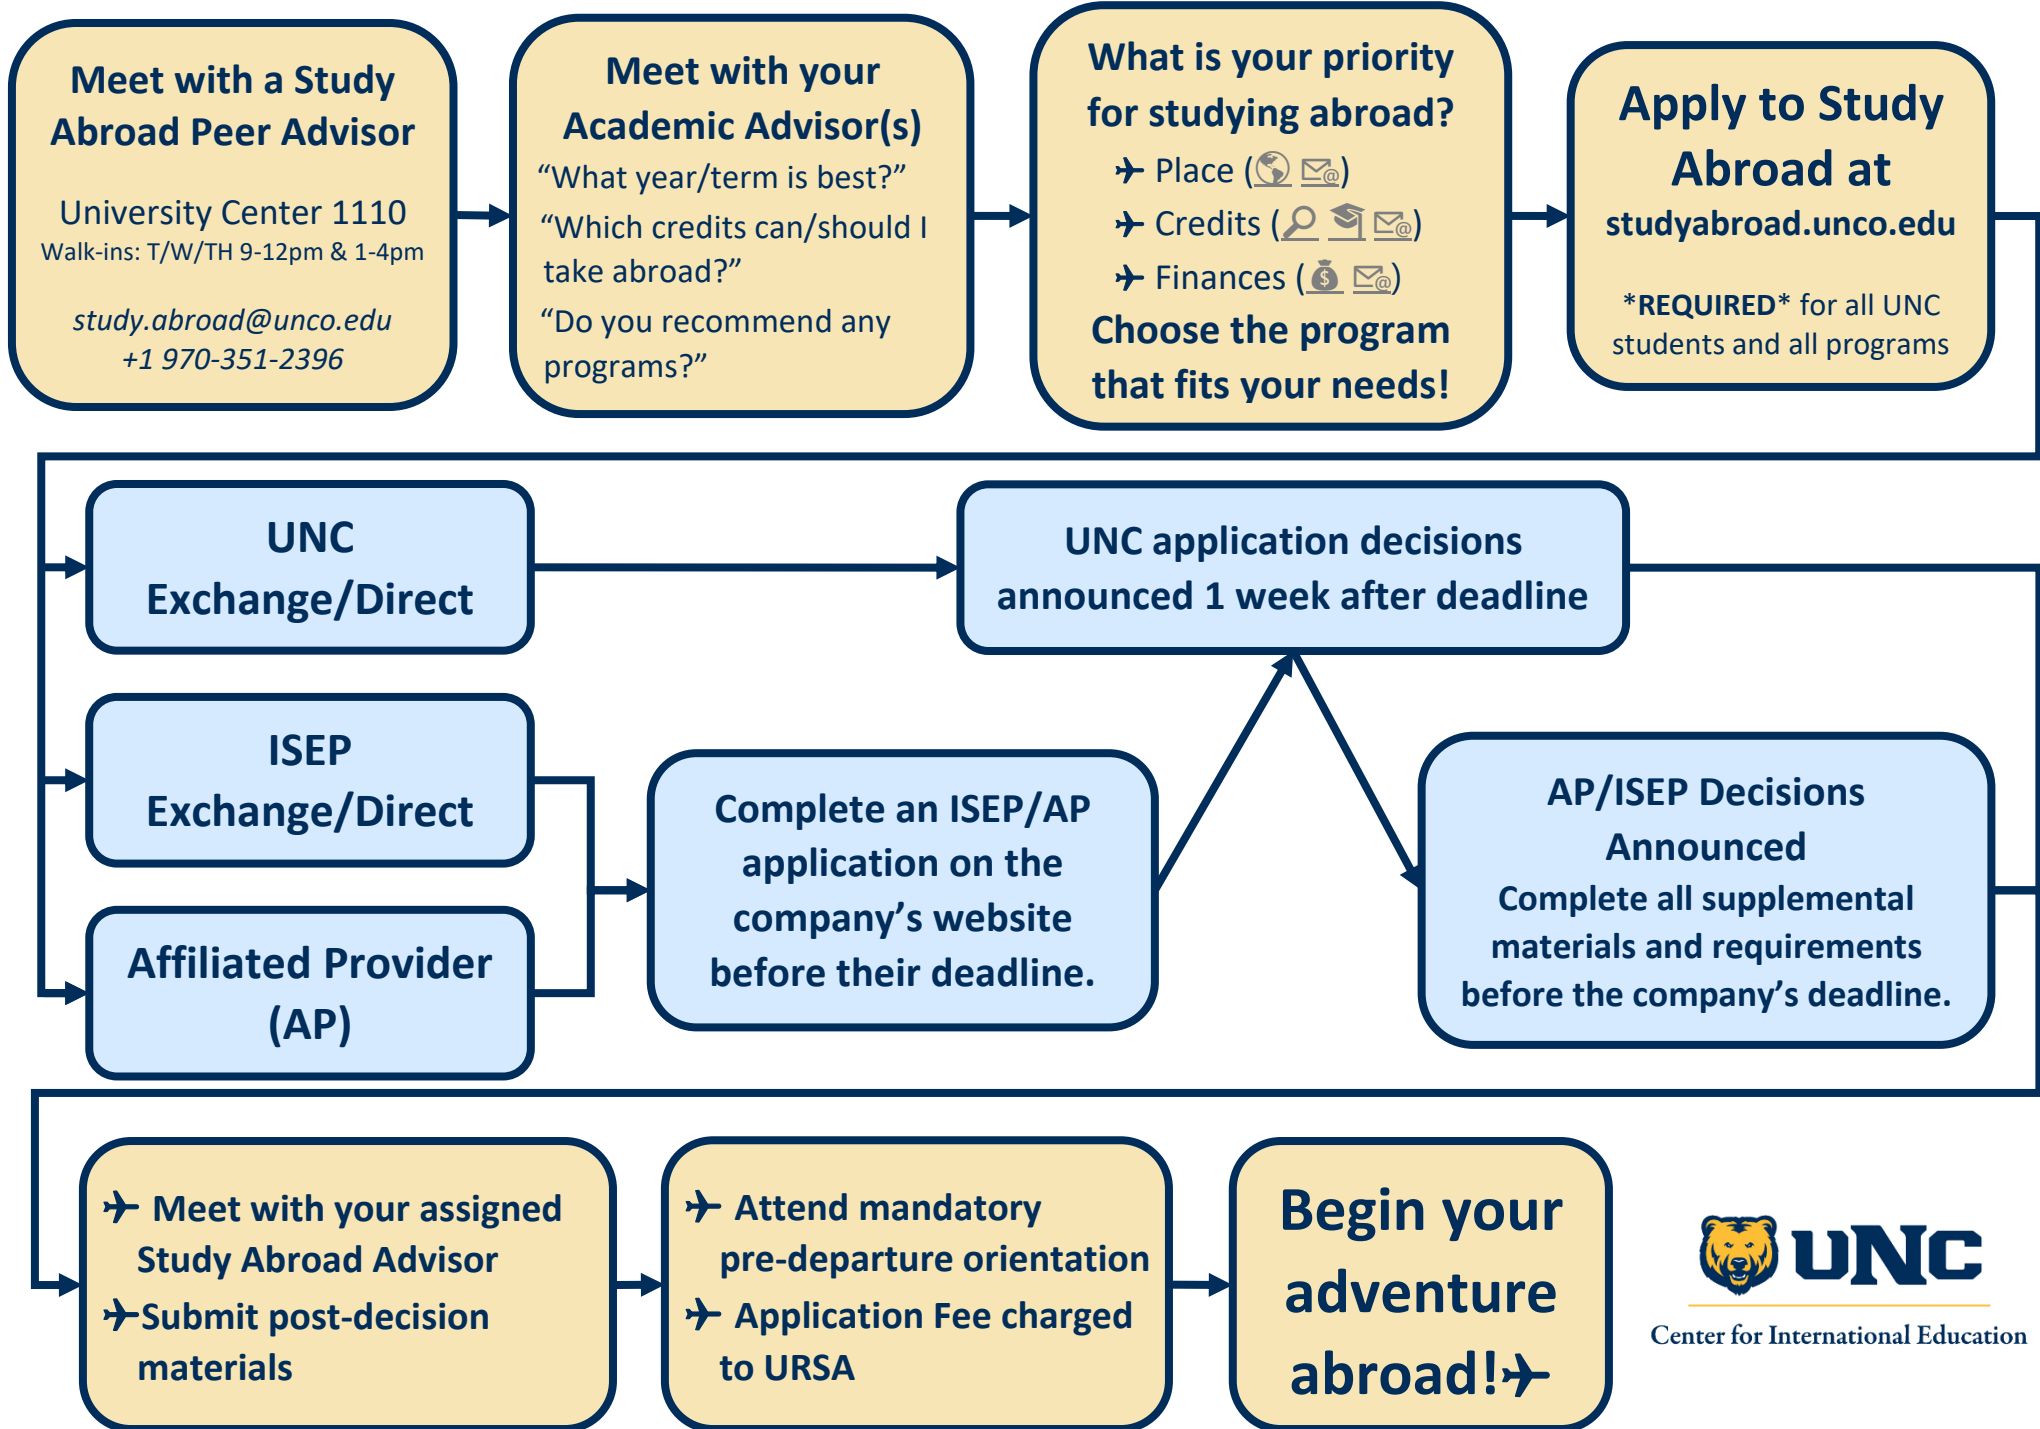 Meet with a Study
Abroad Peer Advisor
University Center 1110
Walk-ins: T/W/TH 9-12pm & 1-4pm
study.abroad@unco.edu
+1 970-351-2396
Meet with your
Academic Advisor(s)
“What year/term is best?”
“Which credits can/should I
take abroad?”
“Do you recommend any
programs?”
What is your priority
for studying abroad?
✈ Place (🌎 📧)
✈ Credits (🔎 🎓 📧)
✈ Finances (💰 📧)
Choose the program
that fits your needs!
Apply to Study
Abroad at
studyabroad.unco.edu
*REQUIRED* for all UNC
students and all programs
UNC
Exchange/Direct
UNC application decisions
announced 1 week after deadline
ISEP
Exchange/Direct
Affiliated Provider
(AP)
Complete an ISEP/AP
application on the
company’s website
before their deadline.
AP/ISEP Decisions
Announced
Complete all supplemental
materials and requirements
before the company’s deadline.
✈ Meet with your assigned
Study Abroad Advisor
✈Submit post-decision
materials
✈ Attend mandatory
pre-departure orientation
✈ Application Fee charged
to URSA
Begin your
adventure
abroad!✈
UNC
Center for International Education